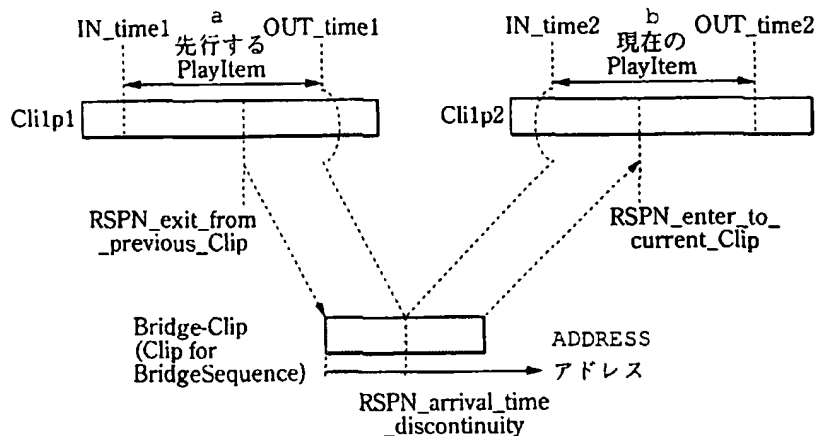 a
IN_time1
先行する
OUT_time1
PlayItem
b
IN_time2
現在の
OUT_time2
PlayItem
Cli1p1
Cli1p2
RSPN_exit_from
_previous_Clip
RSPN_enter_to_
current_Clip
Bridge-Clip
(Clip for
BridgeSequence)
ADDRESS
アドレス
RSPN_arrival_time
_discontinuity